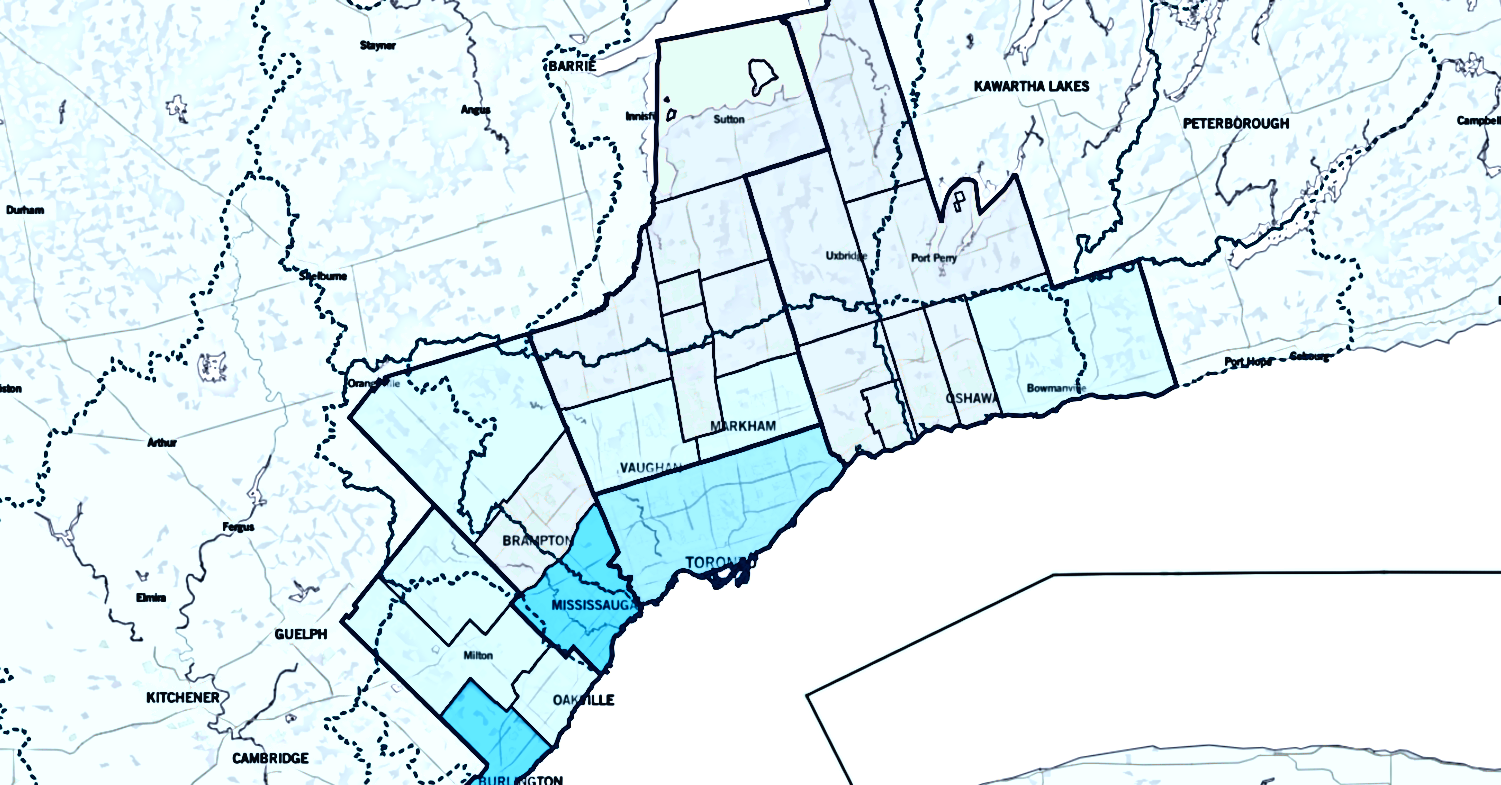 Stayner
BARRIE
KAWARTHA LAKES
Angus
Innisfi
Sutton
PETERBOROUGH
Campbell
Durham
Shelburne
Uxbridge
Port Perry
Port Hope
Cobourg
Orangeville
Bowmanville
OSHAWA
Arthur
MARKHAM
VAUGHAN
Fergus
BRAMPTON
TORONTO
Elmira
MISSISSAUGA
GUELPH
Milton
KITCHENER
OAKVILLE
CAMBRIDGE
BURLINGTON